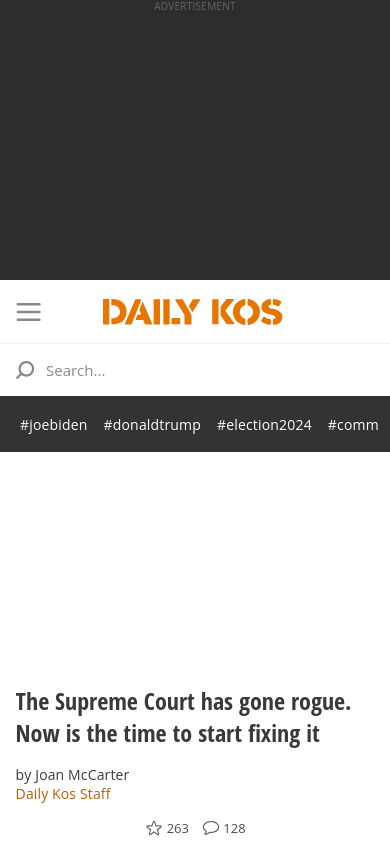 ADVERTISEMENT
DAILY KOS
Search...
#joebiden #donaldtrump #election2024 #comm
The Supreme Court has gone rogue.
Now is the time to start fixing it
by Joan McCarter
Daily Kos Staff
263 128